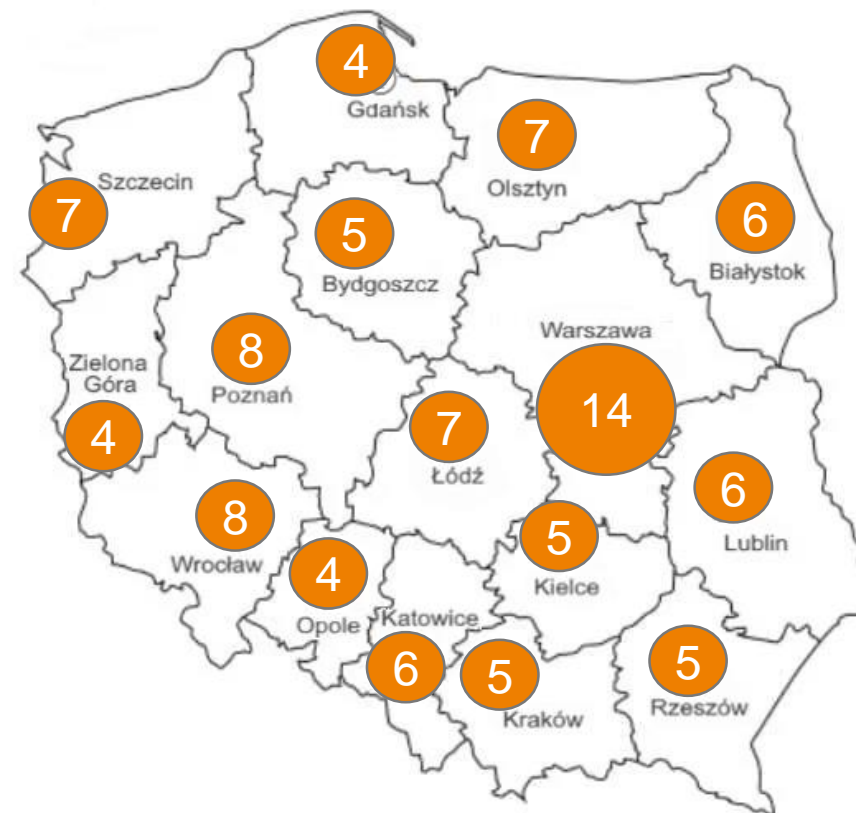 4
Gdańsk
7
Olsztyn
Szczecin
7
5
Bydgoszcz
6
Białystok
Warszawa
14
8
Poznań
Zielona
Góra
4
7
Łódź
6
Lublin
8
Wrocław
5
Kielce
4
Opole
Katowice
6
5
Kraków
5
Rzeszów